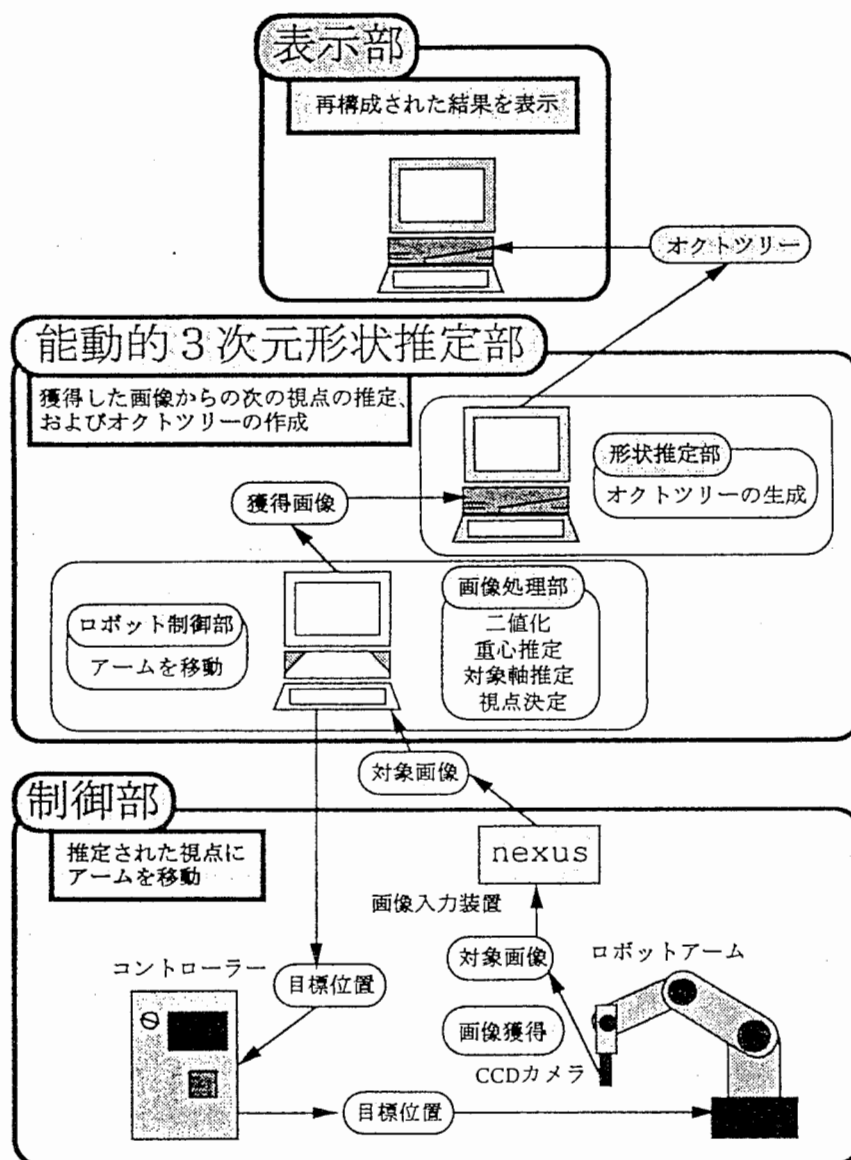 表示部
再構成された結果を表示
オクトツリー
能動的３次元形状推定部
獲得した画像からの次の視点の推定、
およびオクトツリーの作成
形状推定部
オクトツリーの生成
獲得画像
ロボット制御部
アームを移動
画像処理部
二値化
重心推定
対象軸推定
視点決定
対象画像
制御部
推定された視点に
アームを移動
nexus
画像入力装置
コントローラー
目標位置
対象画像
ロボットアーム
画像獲得
CCDカメラ
目標位置